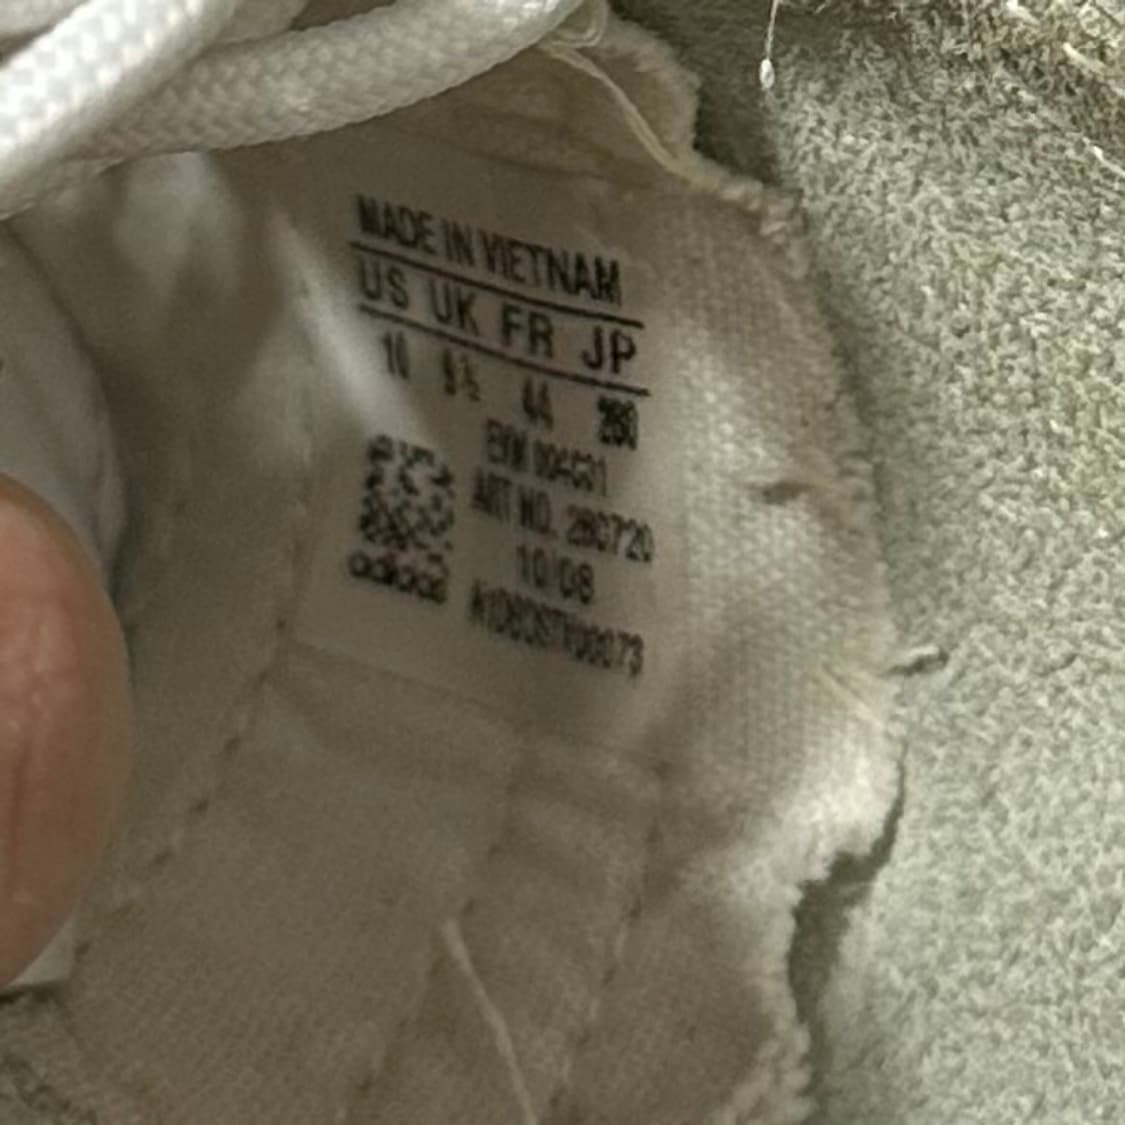 MADE IN VIETNAM
US UK FR JP
10 9½ 44 280
ART NO. 280720
10/08
adidas